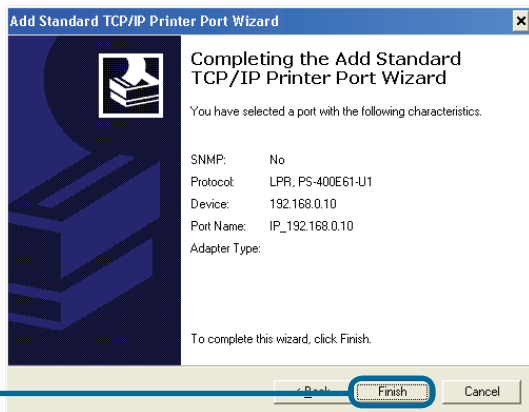 Add Standard TCP/IP Printer Port Wizard
Completing the Add Standard
TCP/IP Printer Port Wizard
You have selected a port with the following characteristics.
SNMP: No
Protocol: LPR, PS-400E61-U1
Device: 192.168.0.10
Port Name: IP_192.168.0.10
Adapter Type:
To complete this wizard, click Finish.
< Back Finish Cancel